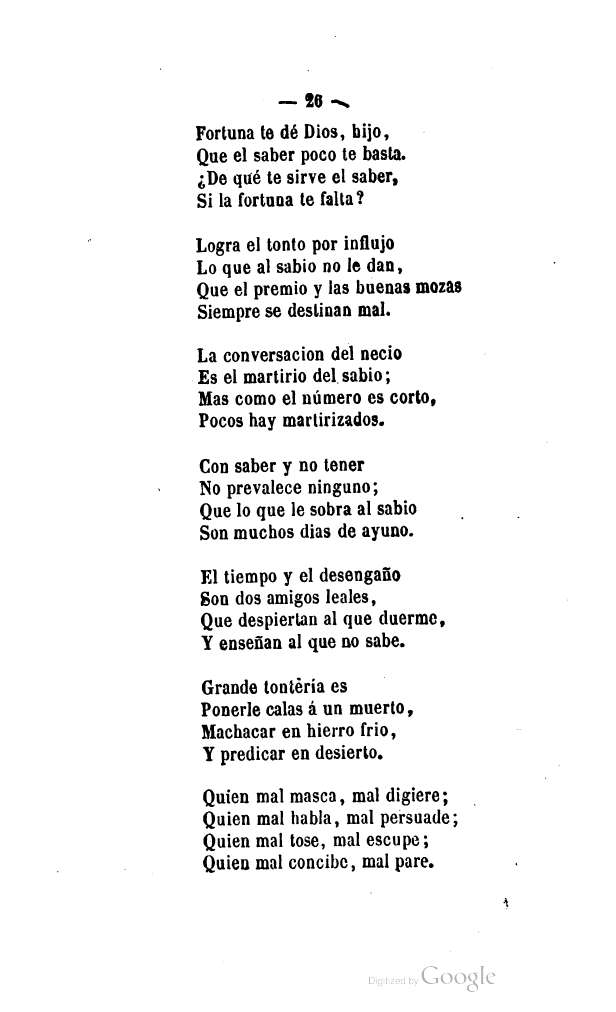 — 26 —
Fortuna te dé Dios, hijo,
Que el saber poco te basta.
¿De qué te sirve el saber,
Si la fortuna te falta?
Logra el tonto por influjo
Lo que al sabio no le dan,
Que el premio y las buenas mozas
Siempre se destinan mal.
La conversacion del necio
Es el martirio del sabio;
Mas como el número es corto,
Pocos hay martirizados.
Con saber y no tener
No prevalece ninguno;
Que lo que le sobra al sabio
Son muchos dias de ayuno.
El tiempo y el desengaño
Son dos amigos leales,
Que despiertan al que duerme,
Y enseñan al que no sabe.
Grande tontería es
Ponerle calas á un muerto,
Machacar en hierro frio,
Y predicar en desierto.
Quien mal masca, mal digiere;
Quien mal habla, mal persuade;
Quien mal tose, mal escupe;
Quien mal concibe, mal pare.
Digitized by Google